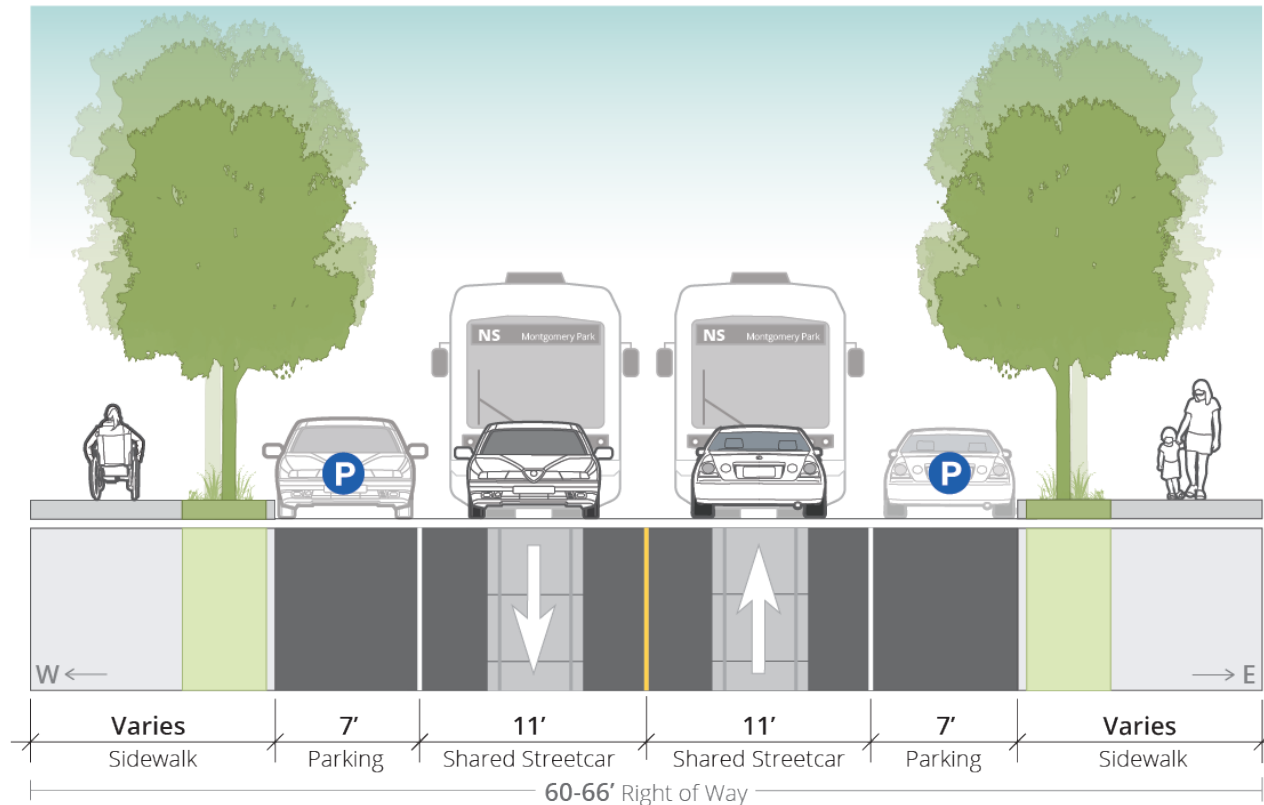 NS Montgomery Park
NS Montgomery Park
P
P
W
E
Varies
7’
11’
11’
7’
Varies
Sidewalk
Parking
Shared Streetcar
Shared Streetcar
Parking
Sidewalk
60-66’ Right of Way